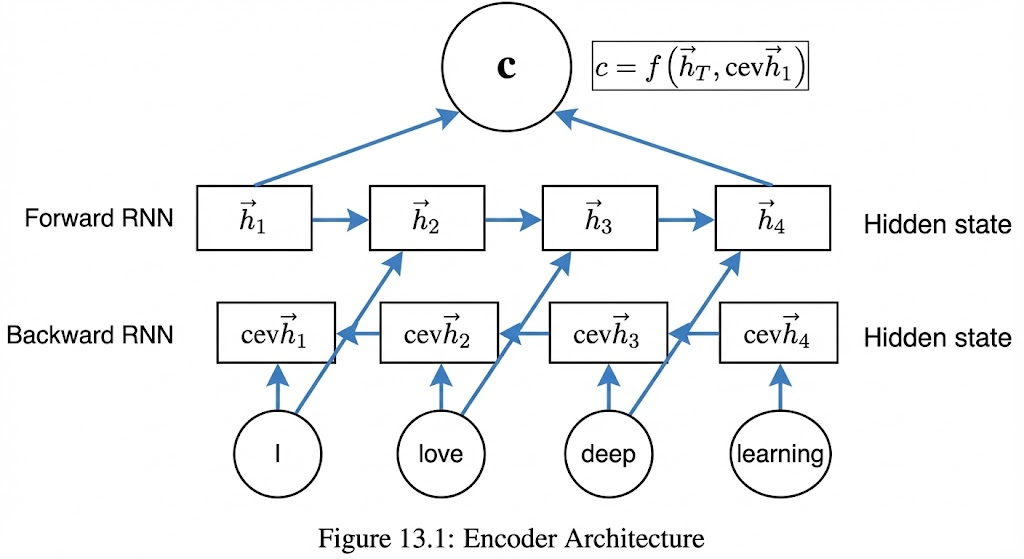 c
c = f(h⃗_T, cevh⃗_1)
Forward RNN
h⃗_1
h⃗_2
h⃗_3
h⃗_4
Hidden state
Backward RNN
cevh⃗_1
cevh⃗_2
cevh⃗_3
cevh⃗_4
Hidden state
I
love
deep
learning
Figure 13.1: Encoder Architecture